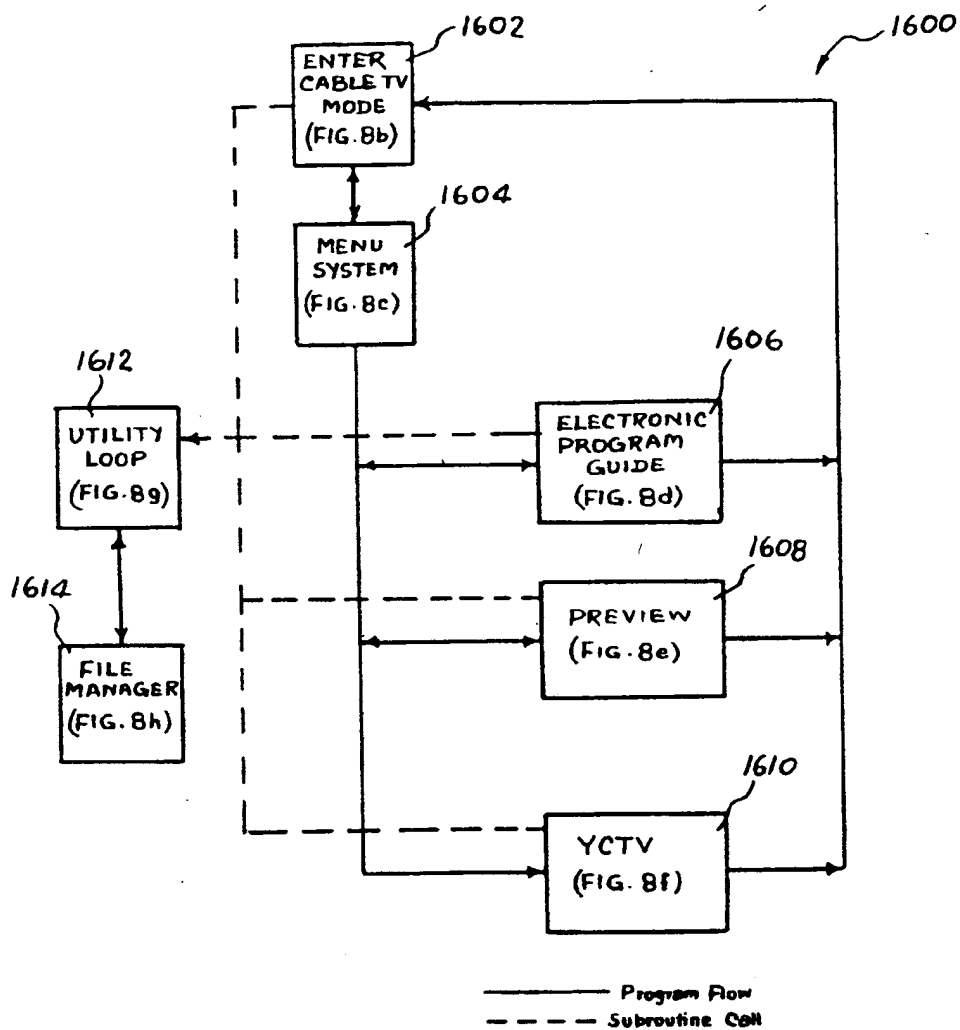 1600
1602
ENTER
CABLE TV
MODE
(FIG. 8b)
1604
MENU
SYSTEM
(FIG. 8c)
1606
ELECTRONIC
PROGRAM
GUIDE
(FIG. 8d)
1612
UTILITY
LOOP
(FIG. 8g)
1608
PREVIEW
(FIG. 8e)
1614
FILE
MANAGER
(FIG. 8h)
1610
YCTV
(FIG. 8f)
Program Flow
Subroutine Call